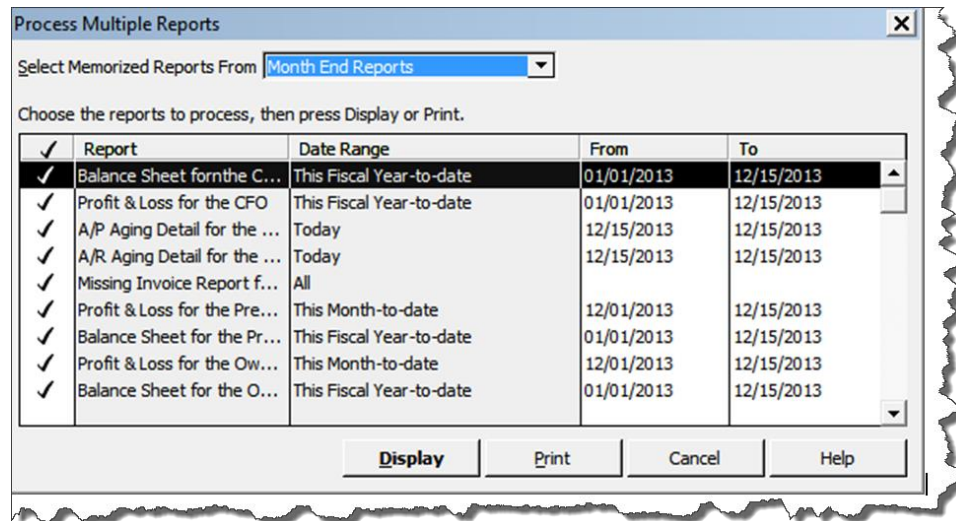 Process Multiple Reports
Select Memorized Reports From Month End Reports
Choose the reports to process, then press Display or Print.
✓ Report Date Range From To
✓ Balance Sheet fornthe C... This Fiscal Year-to-date 01/01/2013 12/15/2013
✓ Profit & Loss for the CFO This Fiscal Year-to-date 01/01/2013 12/15/2013
✓ A/P Aging Detail for the ... Today 12/15/2013 12/15/2013
✓ A/R Aging Detail for the ... Today 12/15/2013 12/15/2013
✓ Missing Invoice Report f... All
✓ Profit & Loss for the Pre... This Month-to-date 12/01/2013 12/15/2013
✓ Balance Sheet for the Pr... This Fiscal Year-to-date 01/01/2013 12/15/2013
✓ Profit & Loss for the Ow... This Month-to-date 12/01/2013 12/15/2013
✓ Balance Sheet for the O... This Fiscal Year-to-date 01/01/2013 12/15/2013
Display Print Cancel Help